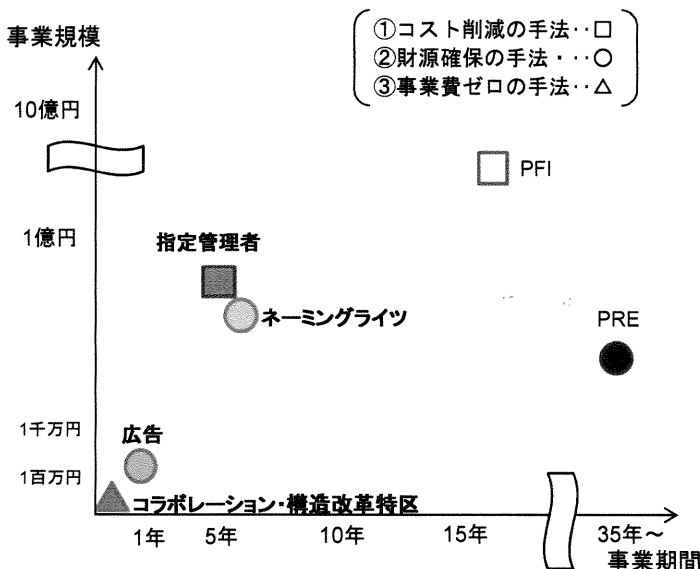 事業規模
①コスト削減の手法‥□
②財源確保の手法・‥○
③事業費ゼロの手法‥△
10億円
PFI
1億円
指定管理者
ネーミングライツ
PRE
1千万円
広告
1百万円
コラボレーション・構造改革特区
1年
5年
10年
15年
35年~
事業期間